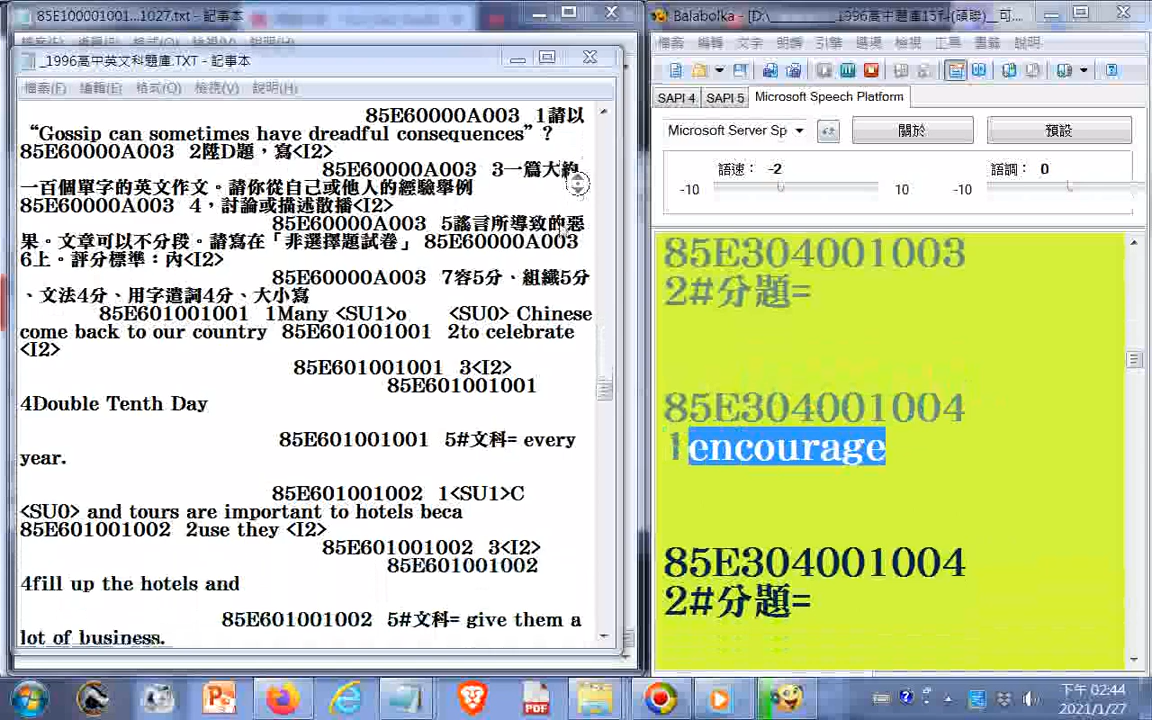 85E100001001...1027.txt - 記事本
_1996高中英文科題庫.TXT - 記事本
檔案(F) 編輯(E) 格式(O) 檢視(V) 說明(H)
85E60000A003 1請以
“Gossip can sometimes have dreadful consequences”?
85E60000A003 2陞D題，寫<I2>
85E60000A003 3一篇大約
一百個單字的英文作文。請你從自己或他人的經驗舉例
85E60000A003 4，討論或描述散播<I2>
85E60000A003 5謠言所導致的惡
果。文章可以不分段。請寫在「非選擇題試卷」 85E60000A003
6上。評分標準：內<I2>
85E60000A003 7容5分、組織5分
、文法4分、用字遣詞4分、大小寫
85E601001001 1Many <SU1>o <SU0> Chinese
come back to our country 85E601001001 2to celebrate
<I2>
85E601001001 3<I2>
85E601001001
4Double Tenth Day
85E601001001 5#文科= every
year.
85E601001002 1<SU1>C
<SU0> and tours are important to hotels beca
85E601001002 2use they <I2>
85E601001002 3<I2>
85E601001002
4fill up the hotels and
85E601001002 5#文科= give them a
lot of business.
Balabolka - [D:\________1996高中題庫15科(碩聯)__可...
檔案 編輯 文字 朗讀 引擎 選項 檢視 工具 書籤 說明
SAPI 4 SAPI 5 Microsoft Speech Platform
Microsoft Server Sp 關於 預設
語速： -2 語調： 0
-10 10 -10
85E304001003
2#分題=
85E304001004
1encourage
85E304001004
2#分題=
PDF
下午 02:44
2021/1/27